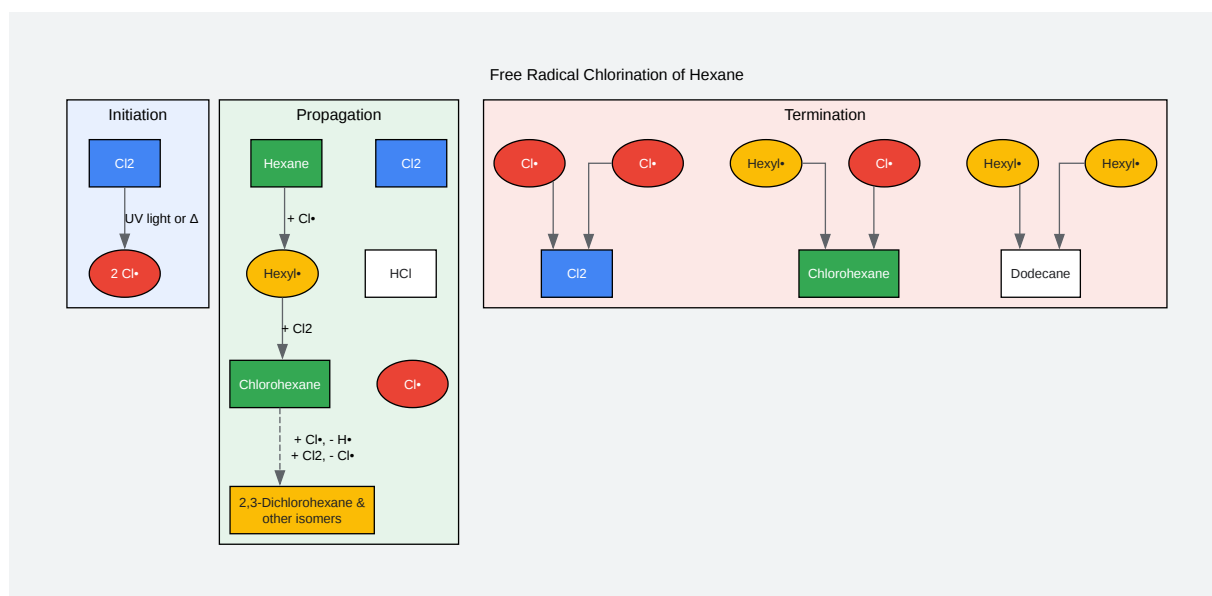 Free Radical Chlorination of Hexane
Initiation
Cl2
UV light or Δ
2 Cl•
Propagation
Hexane
Cl2
+ Cl•
Hexyl•
HCl
+ Cl2
Chlorohexane
Cl•
+ Cl•, - H•
+ Cl2, - Cl•
2,3-Dichlorohexane &
other isomers
Termination
Cl•
Cl•
Cl2
Hexyl•
Cl•
Chlorohexane
Hexyl•
Hexyl•
Dodecane